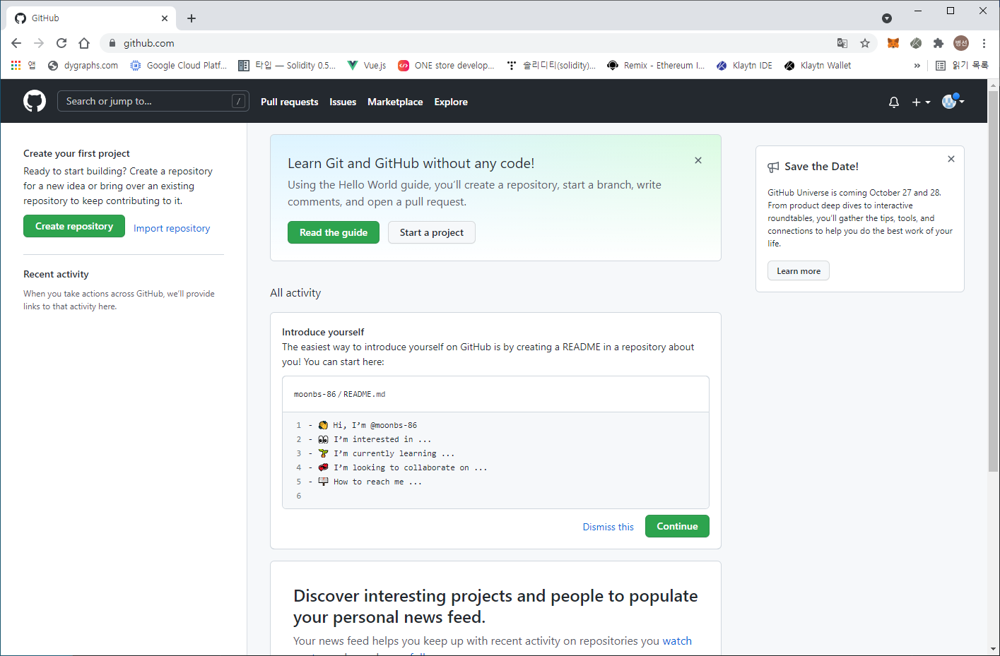 GitHub
github.com
병선
앱
dygraphs.com
Google Cloud Platf...
타입 — Solidity 0.5...
Vue.js
ONE store develop...
솔리디티(solidity)...
Remix - Ethereum I...
Klaytn IDE
Klaytn Wallet
»
읽기 목록
Search or jump to...
/
Pull requests
Issues
Marketplace
Explore
Create your first project
Ready to start building? Create a repository
for a new idea or bring over an existing
repository to keep contributing to it.
Create repository
Import repository
Recent activity
When you take actions across GitHub, we'll provide
links to that activity here.
Learn Git and GitHub without any code!
Using the Hello World guide, you'll create a repository, start a branch, write
comments, and open a pull request.
Read the guide
Start a project
All activity
Introduce yourself
The easiest way to introduce yourself on GitHub is by creating a README in a repository about
you! You can start here:
moonbs-86 / README.md
1 - 👋 Hi, I'm @moonbs-86
2 - 👀 I'm interested in ...
3 - 🌱 I'm currently learning ...
4 - 💞️ I'm looking to collaborate on ...
5 - 📫 How to reach me ...
6
Dismiss this
Continue
Discover interesting projects and people to populate
your personal news feed.
Your news feed helps you keep up with recent activity on repositories you watch
Save the Date!
GitHub Universe is coming October 27 and 28.
From product deep dives to interactive
roundtables, you'll gather the tips, tools, and
connections to help you do the best work of your
life.
Learn more